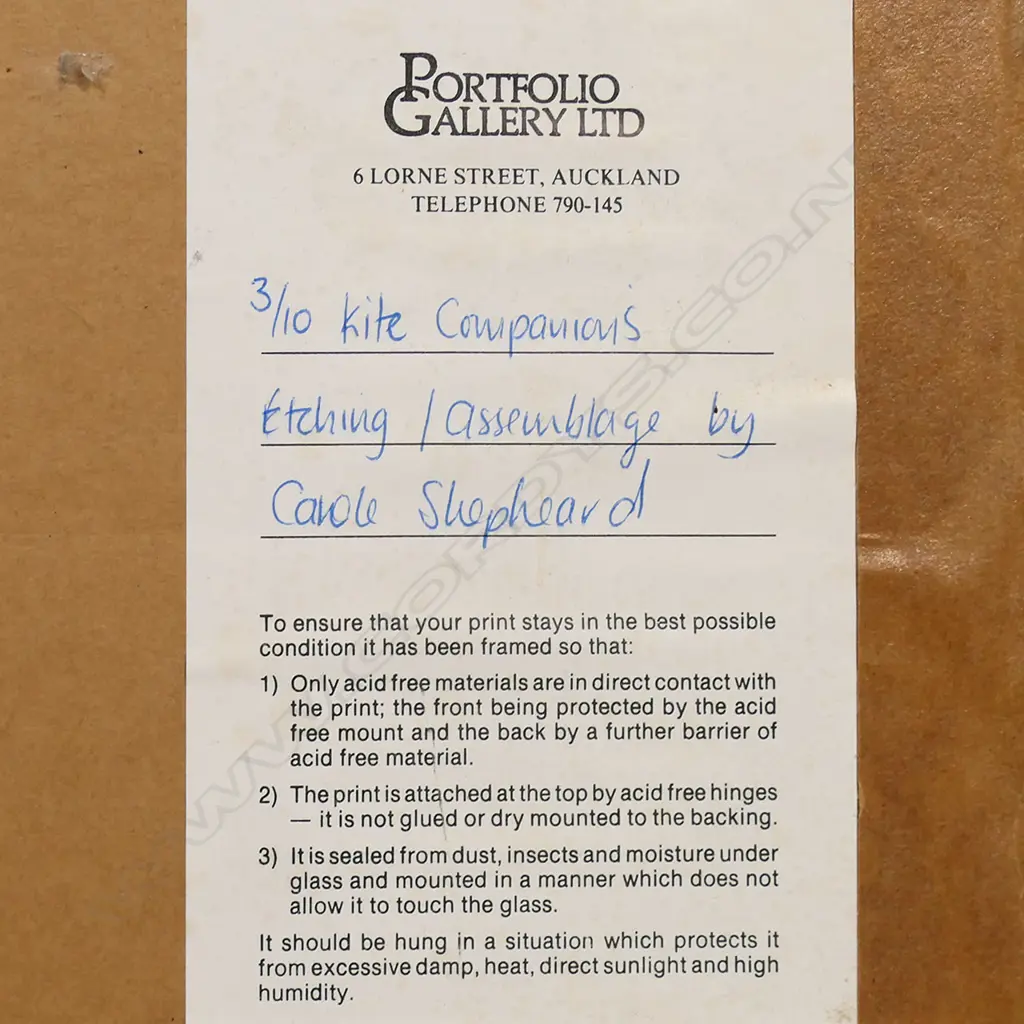 PORTFOLIO
GALLERY LTD
6 LORNE STREET, AUCKLAND
TELEPHONE 790-145
3/10 Kite Companions
Etching / Assemblage by
Carole Shepheard
To ensure that your print stays in the best possible
condition it has been framed so that:
1) Only acid free materials are in direct contact with
the print; the front being protected by the acid
free mount and the back by a further barrier of
acid free material.
2) The print is attached at the top by acid free hinges
— it is not glued or dry mounted to the backing.
3) It is sealed from dust, insects and moisture under
glass and mounted in a manner which does not
allow it to touch the glass.
It should be hung in a situation which protects it
from excessive damp, heat, direct sunlight and high
humidity.
WWW.CORDYS.CO.NZ